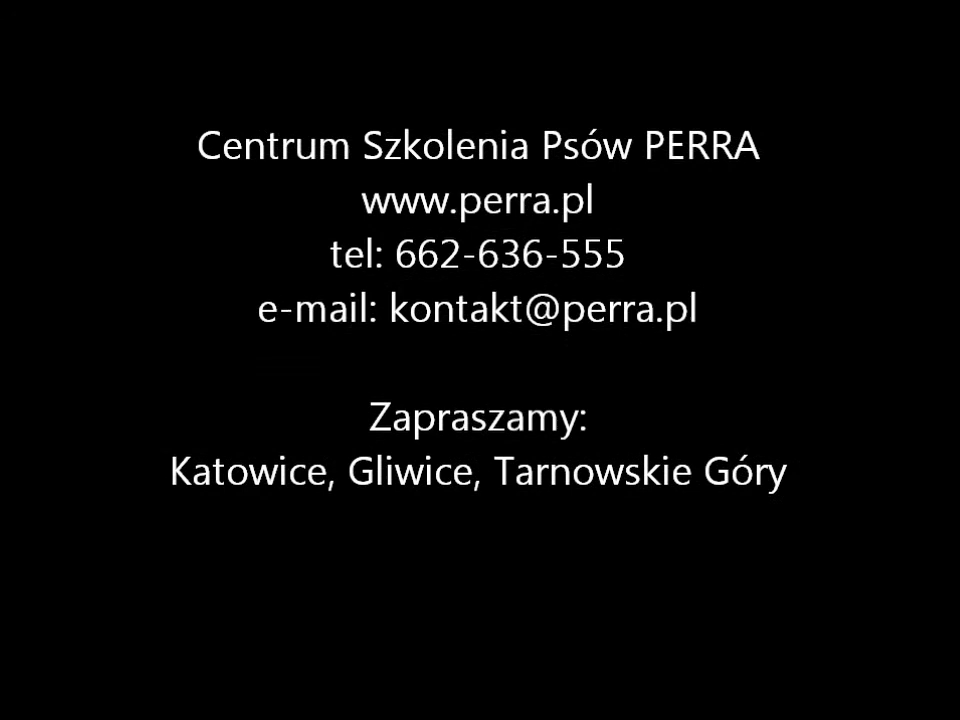 Centrum Szkolenia Psów PERRA
www.perra.pl
tel: 662-636-555
e-mail: kontakt@perra.pl
Zapraszamy:
Katowice, Gliwice, Tarnowskie Góry